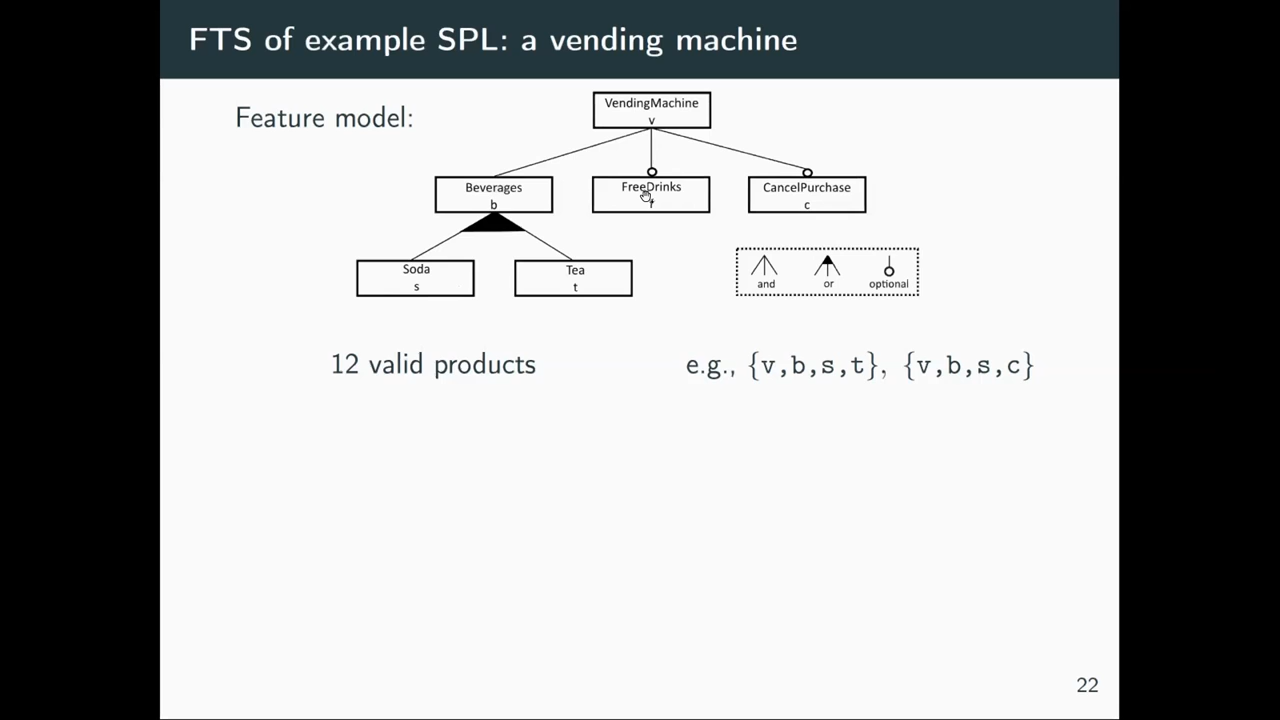 FTS of example SPL: a vending machine
Feature model:
VendingMachine
v
Beverages
b
FreeDrinks
f
CancelPurchase
c
Soda
s
Tea
t
and
or
optional
12 valid products
e.g., {v,b,s,t}, {v,b,s,c}
22